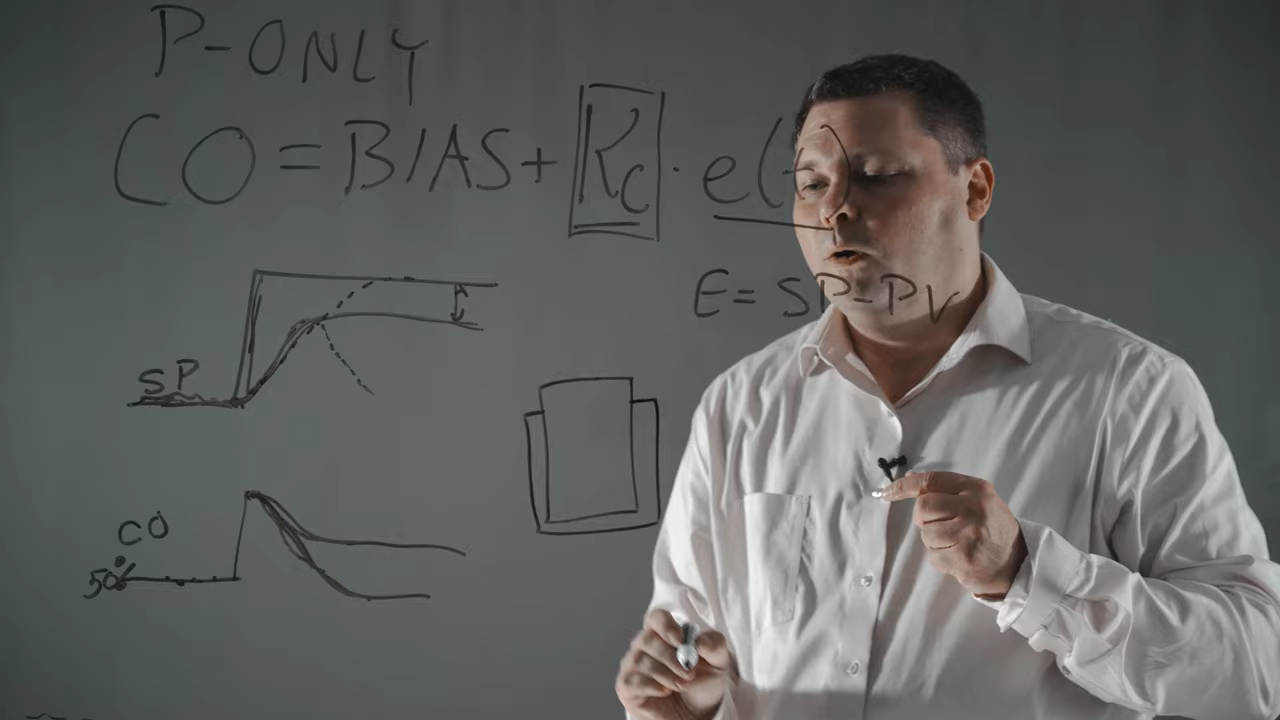 P-ONLY
CO=BIAS+Kc·e(t)
E=SP-PV
SP
CO
50%